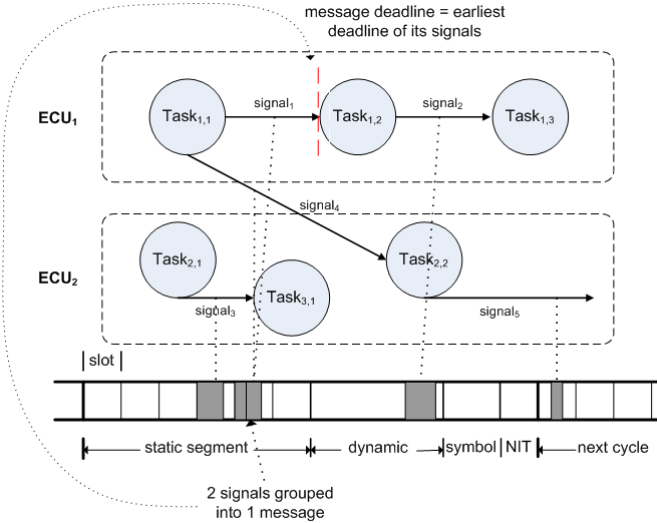 message deadline = earliest
deadline of its signals
ECU1
Task1,1
signal1
Task1,2
signal2
Task1,3
signal4
ECU2
Task2,1
signal3
Task3,1
Task2,2
signal5
slot
static segment
dynamic
symbol
NIT
next cycle
2 signals grouped
into 1 message